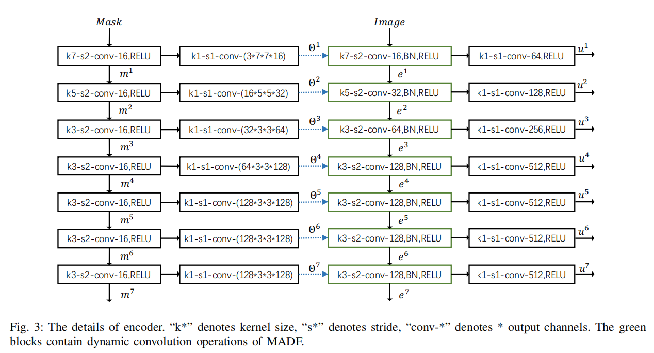 Mask Image
k7-s2-conv-16,RELU k1-s1-conv-(3*7*7*16) Θ¹ k7-s2-conv-16,BN,RELU k1-s1-conv-64,RELU u¹
m¹ e¹
k5-s2-conv-16,RELU k1-s1-conv-(16*5*5*32) Θ² k5-s2-conv-32,BN,RELU k1-s1-conv-128,RELU u²
m² e²
k3-s2-conv-16,RELU k1-s1-conv-(32*3*3*64) Θ³ k3-s2-conv-64,BN,RELU k1-s1-conv-256,RELU u³
m³ e³
k3-s2-conv-16,RELU k1-s1-conv-(64*3*3*128) Θ⁴ k3-s2-conv-128,BN,RELU k1-s1-conv-512,RELU u⁴
m⁴ e⁴
k3-s2-conv-16,RELU k1-s1-conv-(128*3*3*128) Θ⁵ k3-s2-conv-128,BN,RELU k1-s1-conv-512,RELU u⁵
m⁵ e⁵
k3-s2-conv-16,RELU k1-s1-conv-(128*3*3*128) Θ⁶ k3-s2-conv-128,BN,RELU k1-s1-conv-512,RELU u⁶
m⁶ e⁶
k3-s2-conv-16,RELU k1-s1-conv-(128*3*3*128) Θ⁷ k3-s2-conv-128,BN,RELU k1-s1-conv-512,RELU u⁷
m⁷ e⁷
Fig. 3: The details of encoder. “k*” denotes kernel size, “s*” denotes stride, “conv-*” denotes * output channels. The green
blocks contain dynamic convolution operations of MADF.